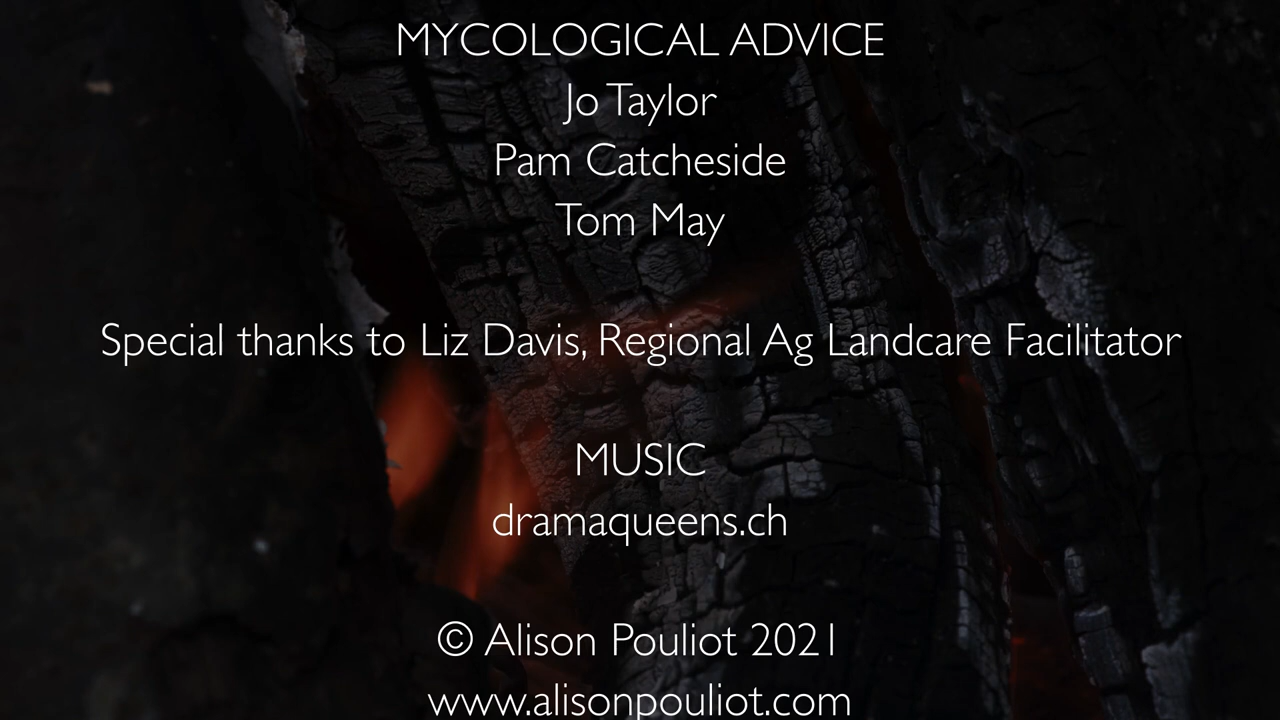 MYCOLOGICAL ADVICE
Jo Taylor
Pam Catcheside
Tom May
Special thanks to Liz Davis, Regional Ag Landcare Facilitator
MUSIC
dramaqueens.ch
© Alison Pouliot 2021
www.alisonpouliot.com